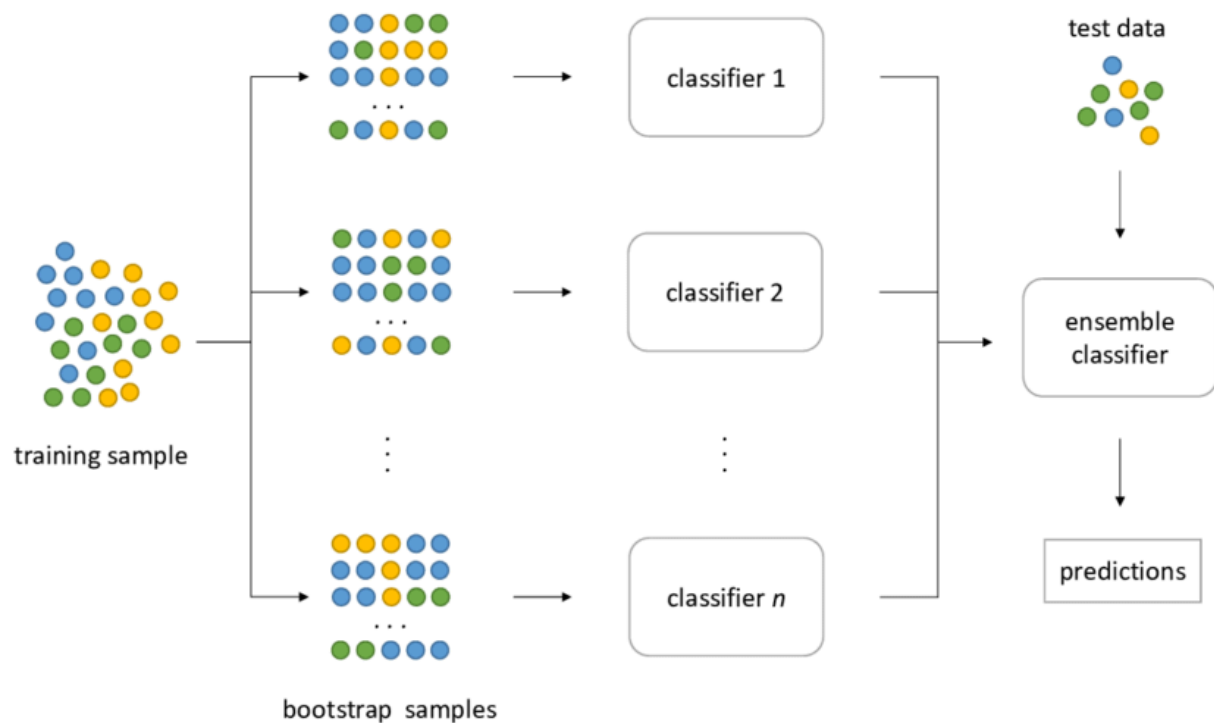 test data
classifier 1
. . .
classifier 2
ensemble
classifier
. . .
training sample
predictions
classifier n
. . .
bootstrap samples